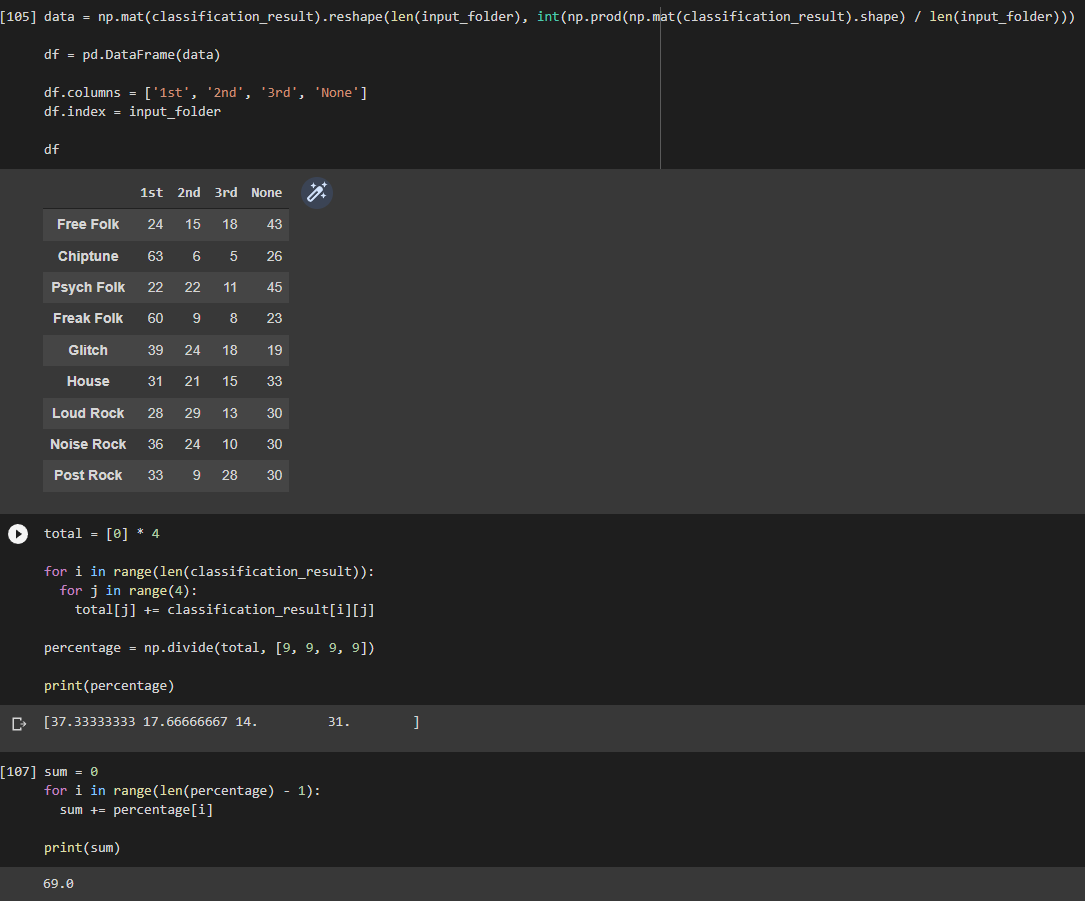 [105] data = np.mat(classification_result).reshape(len(input_folder), int(np.prod(np.mat(classification_result).shape) / len(input_folder)))
df = pd.DataFrame(data)
df.columns = ['1st', '2nd', '3rd', 'None']
df.index = input_folder
df
1st 2nd 3rd None
Free Folk 24 15 18 43
Chiptune 63 6 5 26
Psych Folk 22 22 11 45
Freak Folk 60 9 8 23
Glitch 39 24 18 19
House 31 21 15 33
Loud Rock 28 29 13 30
Noise Rock 36 24 10 30
Post Rock 33 9 28 30
total = [0] * 4
for i in range(len(classification_result)):
for j in range(4):
total[j] += classification_result[i][j]
percentage = np.divide(total, [9, 9, 9, 9])
print(percentage)
[37.33333333 17.66666667 14. 31. ]
[107] sum = 0
for i in range(len(percentage) - 1):
sum += percentage[i]
print(sum)
69.0